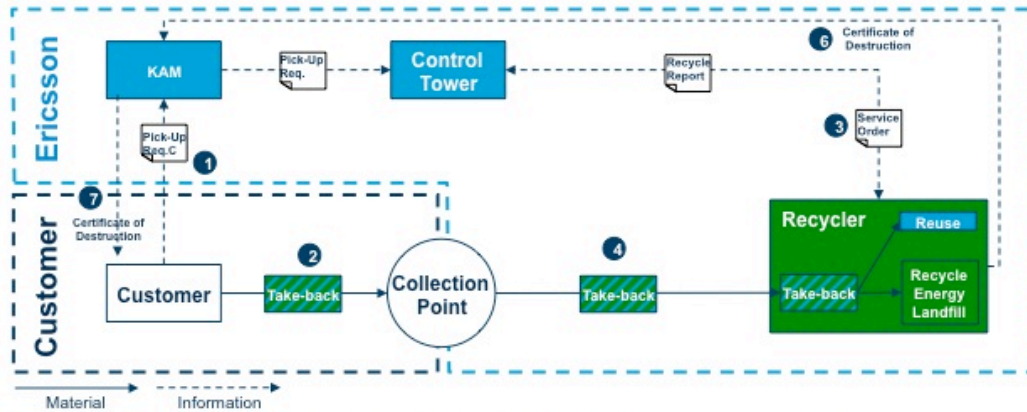 6
Certificate of
Destruction
KAM
Pick-Up
Req.
Control
Tower
Recycle
Report
Ericsson
Pick-Up
Req.C
1
3
Service
Order
7
Certificate of
Destruction
Customer
Customer
2
Take-back
Collection
Point
4
Take-back
Recycler
Reuse
Take-back
Recycle
Energy
Landfill
Material
Information